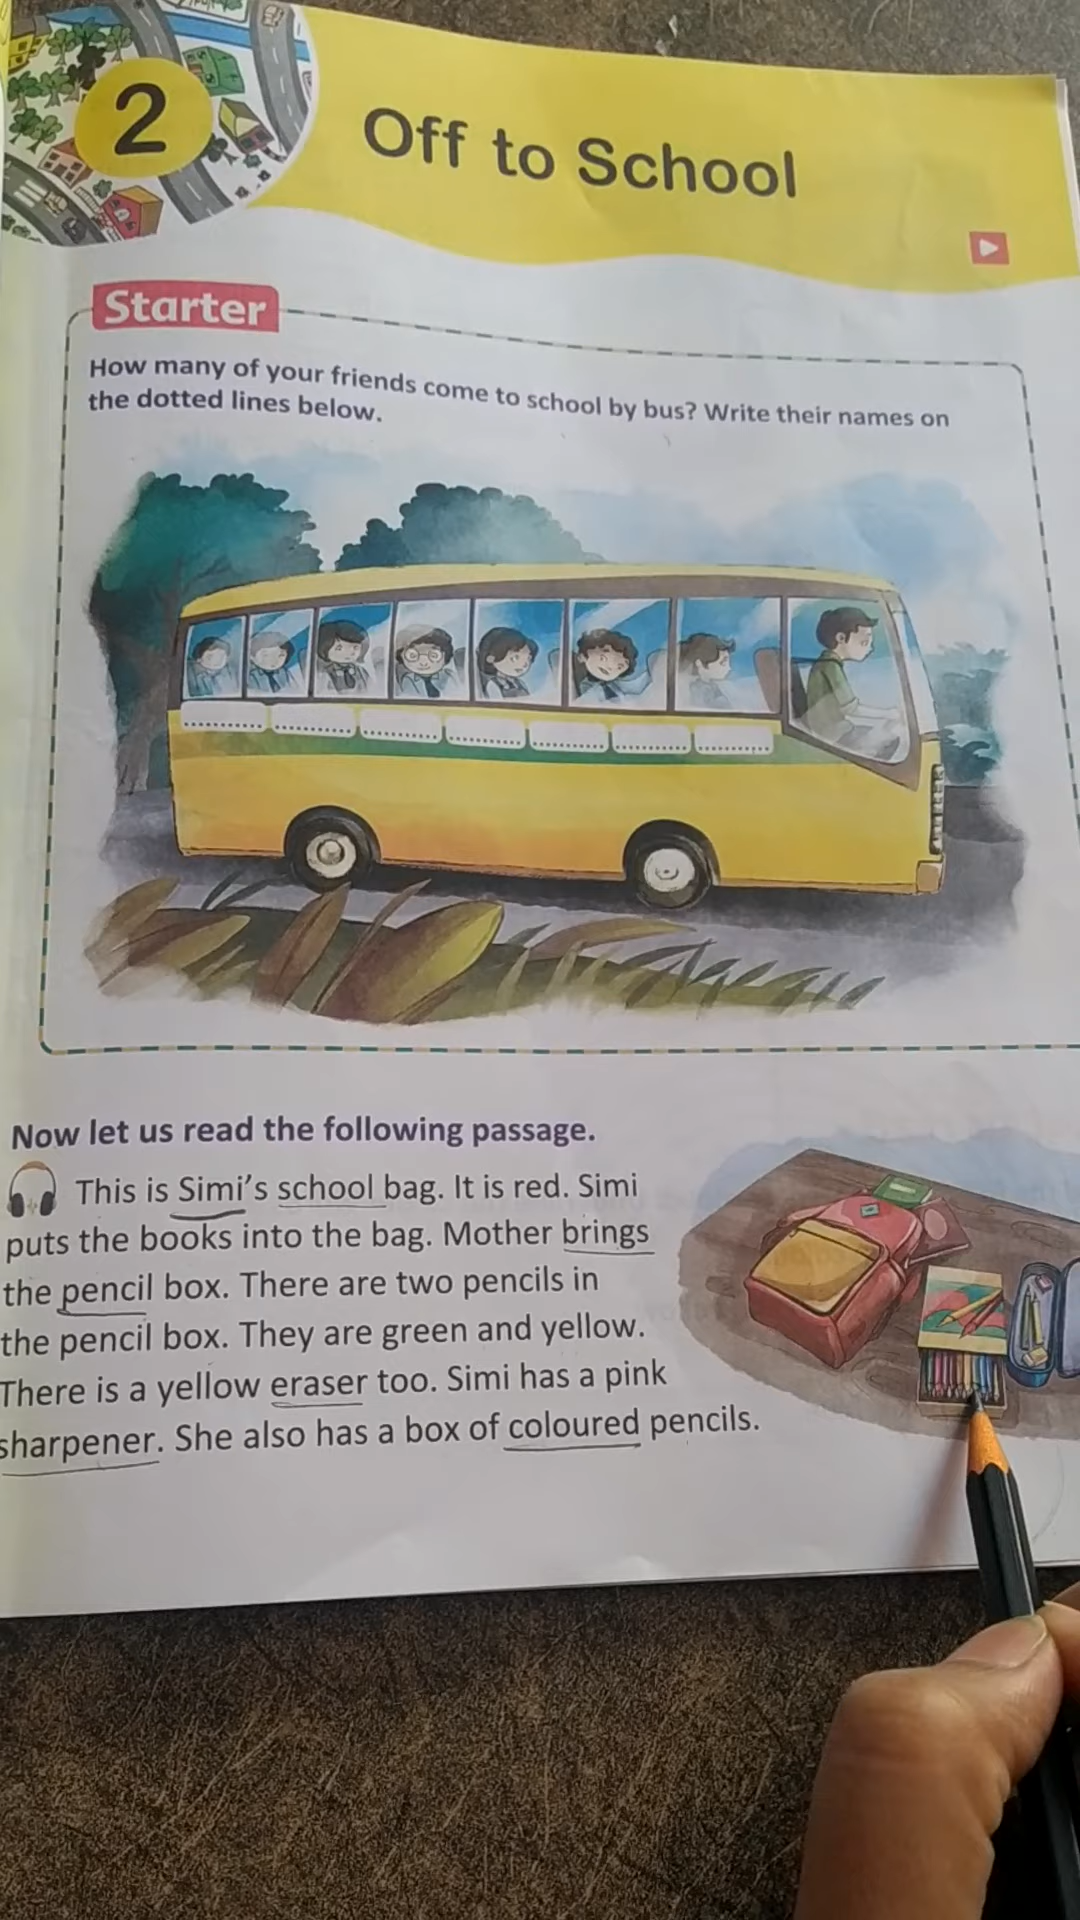 2
Off to School
Starter
How many of your friends come to school by bus? Write their names on
the dotted lines below.
Now let us read the following passage.
This is Simi's school bag. It is red. Simi
puts the books into the bag. Mother brings
the pencil box. There are two pencils in
the pencil box. They are green and yellow.
There is a yellow eraser too. Simi has a pink
sharpener. She also has a box of coloured pencils.